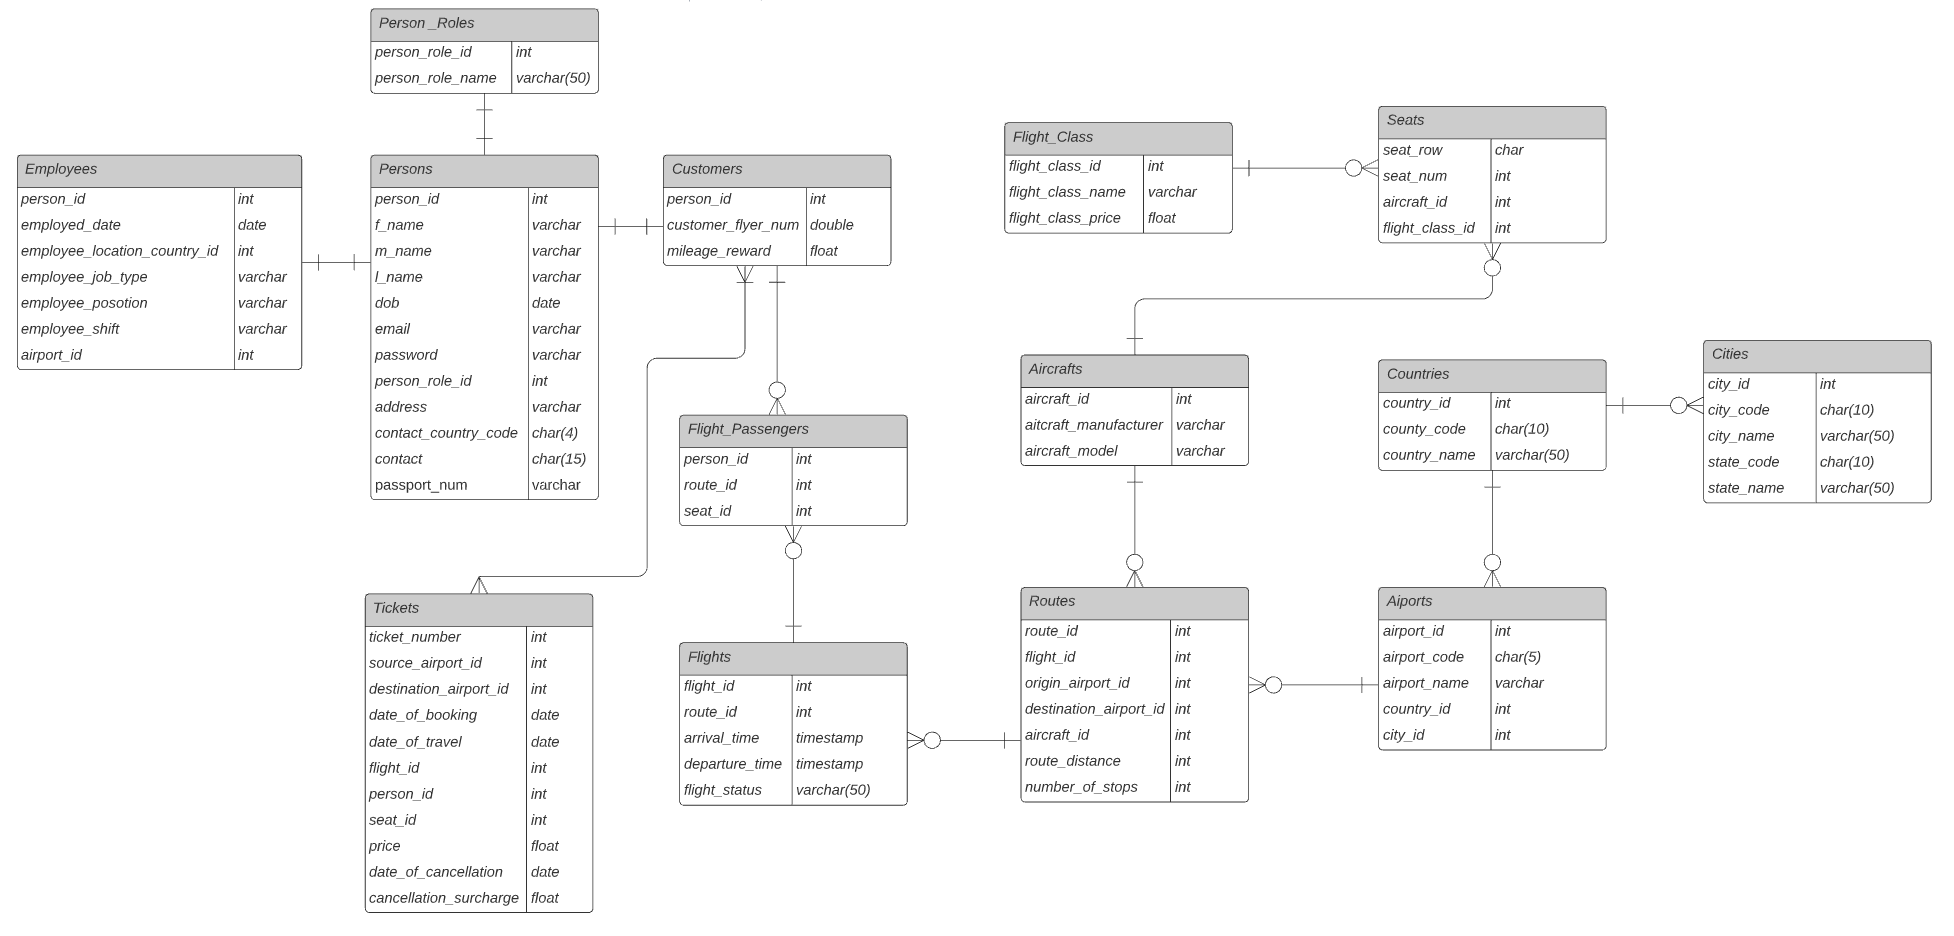 Person _Roles
person_role_id int
person_role_name varchar(50)
Employees
person_id int
employed_date date
employee_location_country_id int
employee_job_type varchar
employee_posotion varchar
employee_shift varchar
airport_id int
Persons
person_id int
f_name varchar
m_name varchar
l_name varchar
dob date
email varchar
password varchar
person_role_id int
address varchar
contact_country_code char(4)
contact char(15)
passport_num varchar
Customers
person_id int
customer_flyer_num double
mileage_reward float
Flight_Class
flight_class_id int
flight_class_name varchar
flight_class_price float
Seats
seat_row char
seat_num int
aircraft_id int
flight_class_id int
Aircrafts
aircraft_id int
aitcraft_manufacturer varchar
aircraft_model varchar
Countries
country_id int
county_code char(10)
country_name varchar(50)
Cities
city_id int
city_code char(10)
city_name varchar(50)
state_code char(10)
state_name varchar(50)
Flight_Passengers
person_id int
route_id int
seat_id int
Tickets
ticket_number int
source_airport_id int
destination_airport_id int
date_of_booking date
date_of_travel date
flight_id int
person_id int
seat_id int
price float
date_of_cancellation date
cancellation_surcharge float
Flights
flight_id int
route_id int
arrival_time timestamp
departure_time timestamp
flight_status varchar(50)
Routes
route_id int
flight_id int
origin_airport_id int
destination_airport_id int
aircraft_id int
route_distance int
number_of_stops int
Aiports
airport_id int
airport_code char(5)
airport_name varchar
country_id int
city_id int